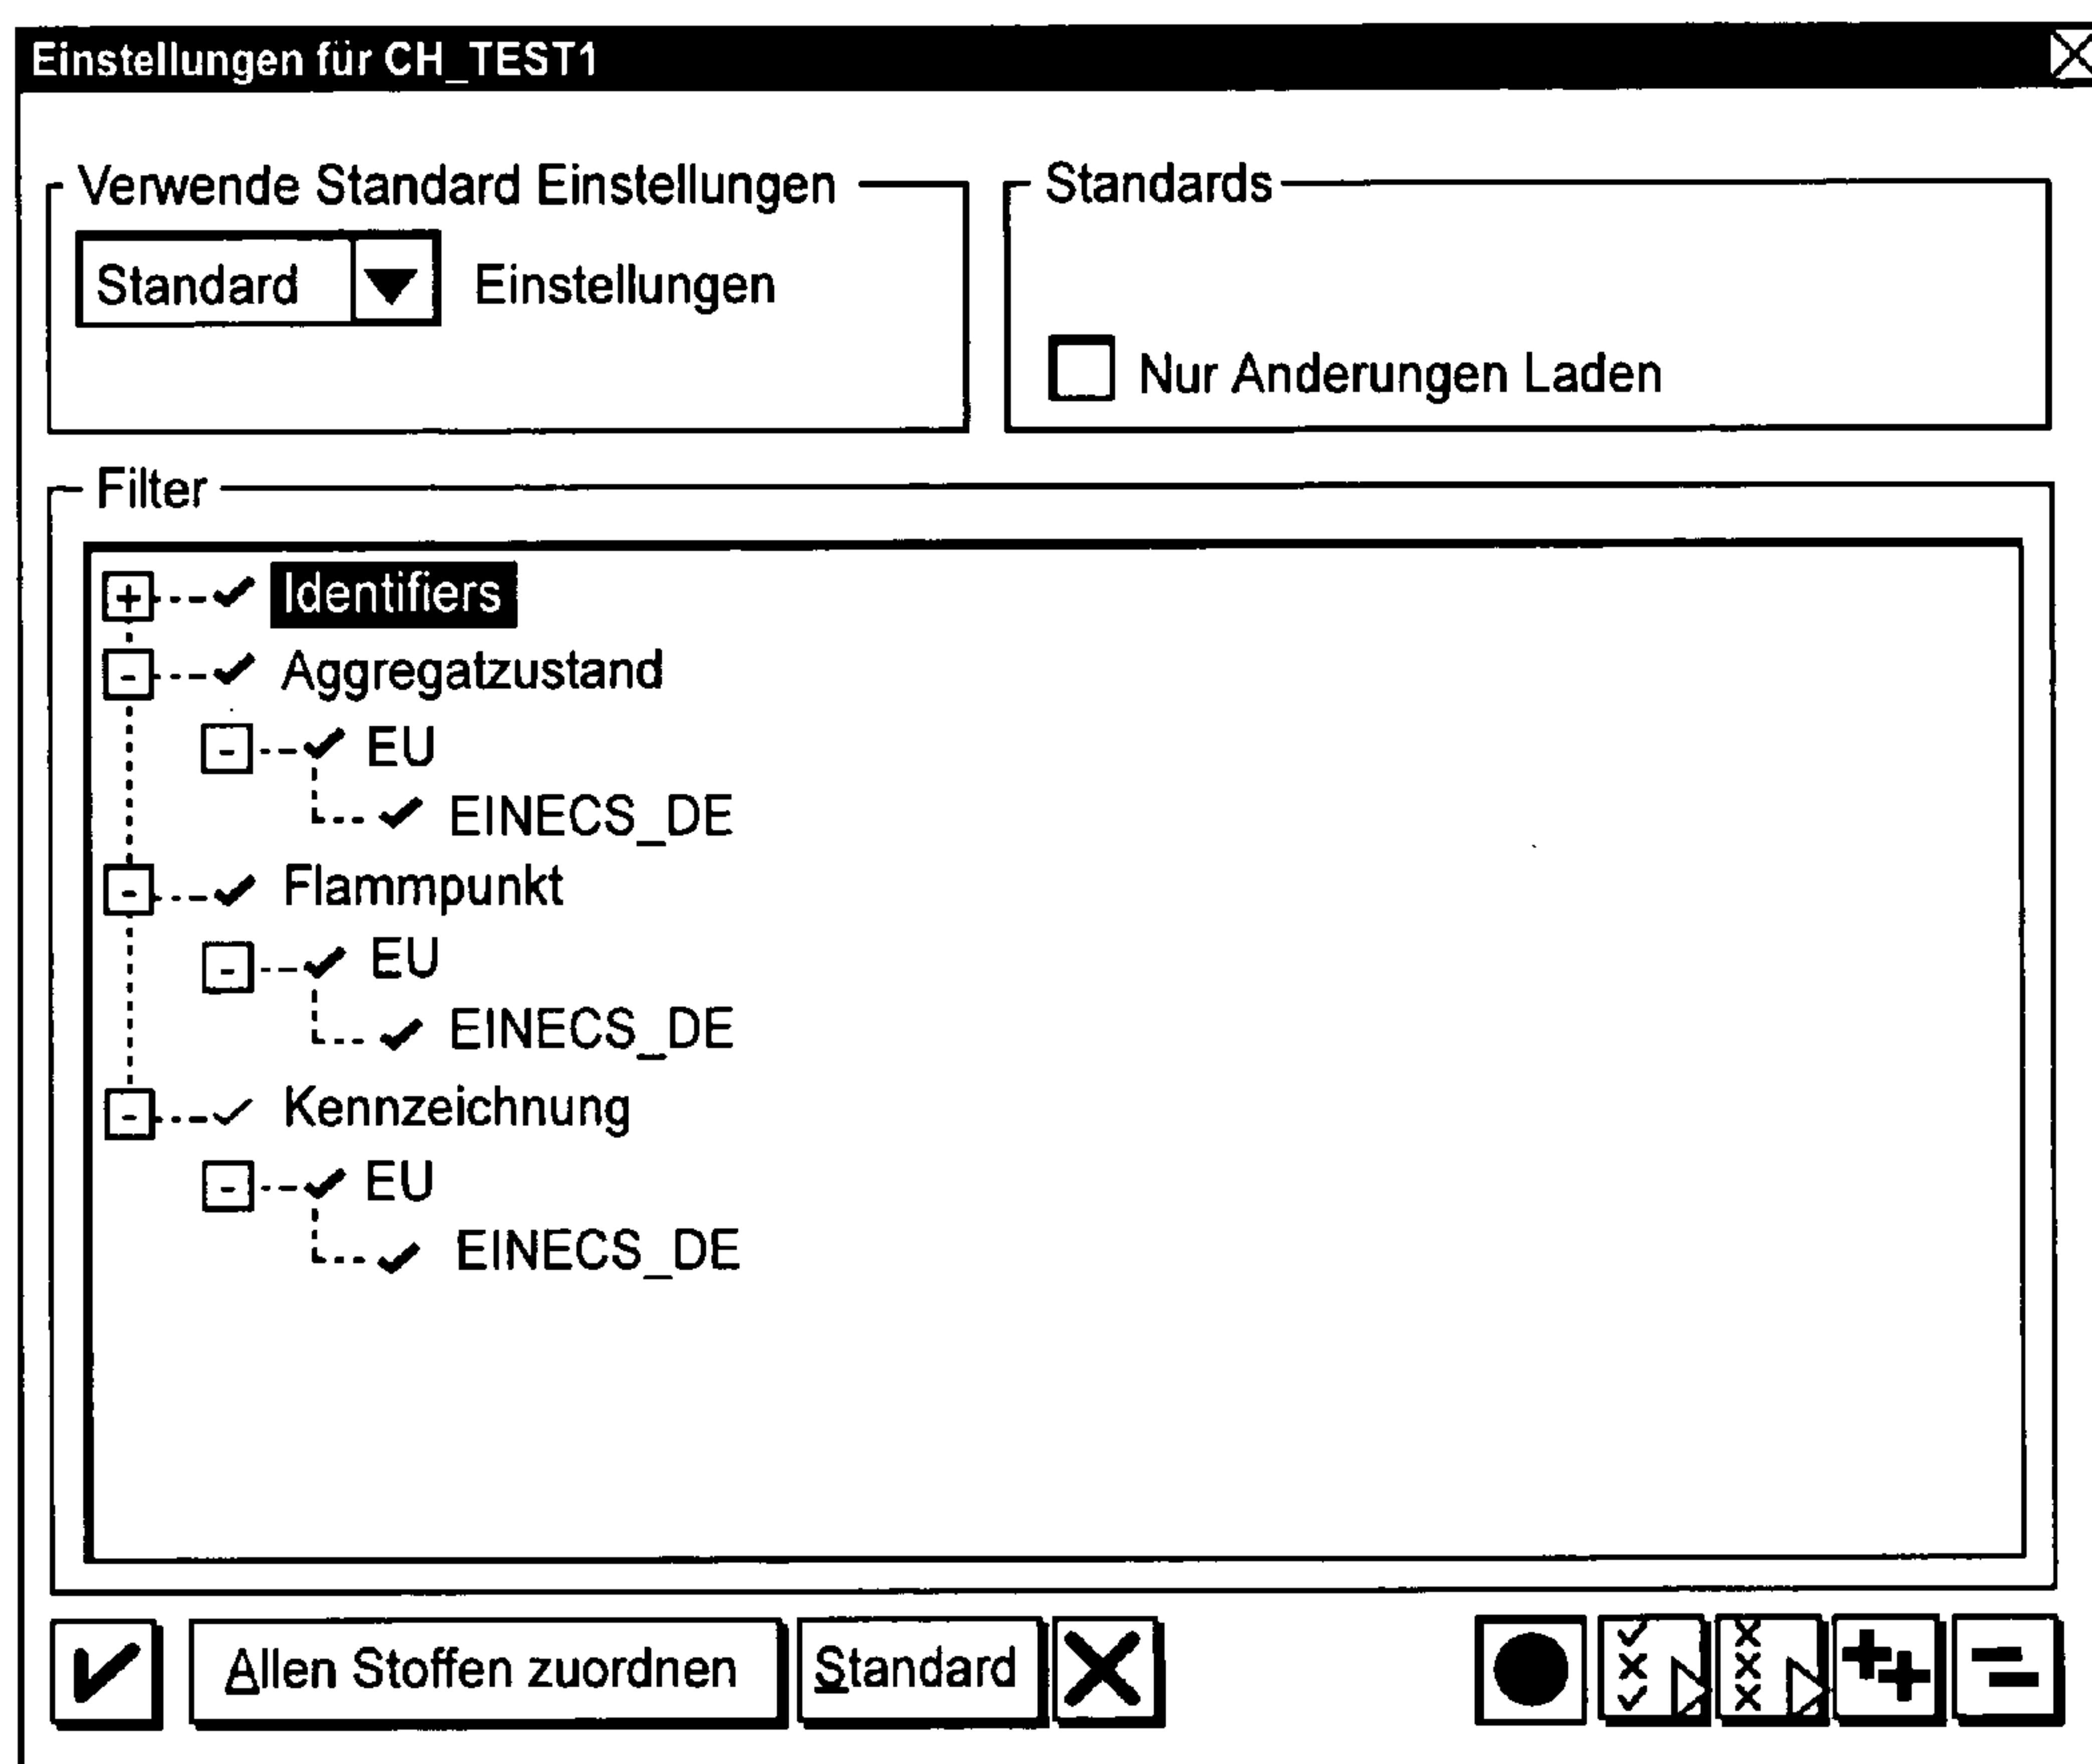 Einstellungen für CH_TEST1
Verwende Standard Einstellungen
Standards
Standard
Einstellungen
Nur Anderungen Laden
Filter
Identifiers
Aggregatzustand
EU
EINECS_DE
Flammpunkt
EU
EINECS_DE
Kennzeichnung
EU
EINECS_DE
Allen Stoffen zuordnen
Standard